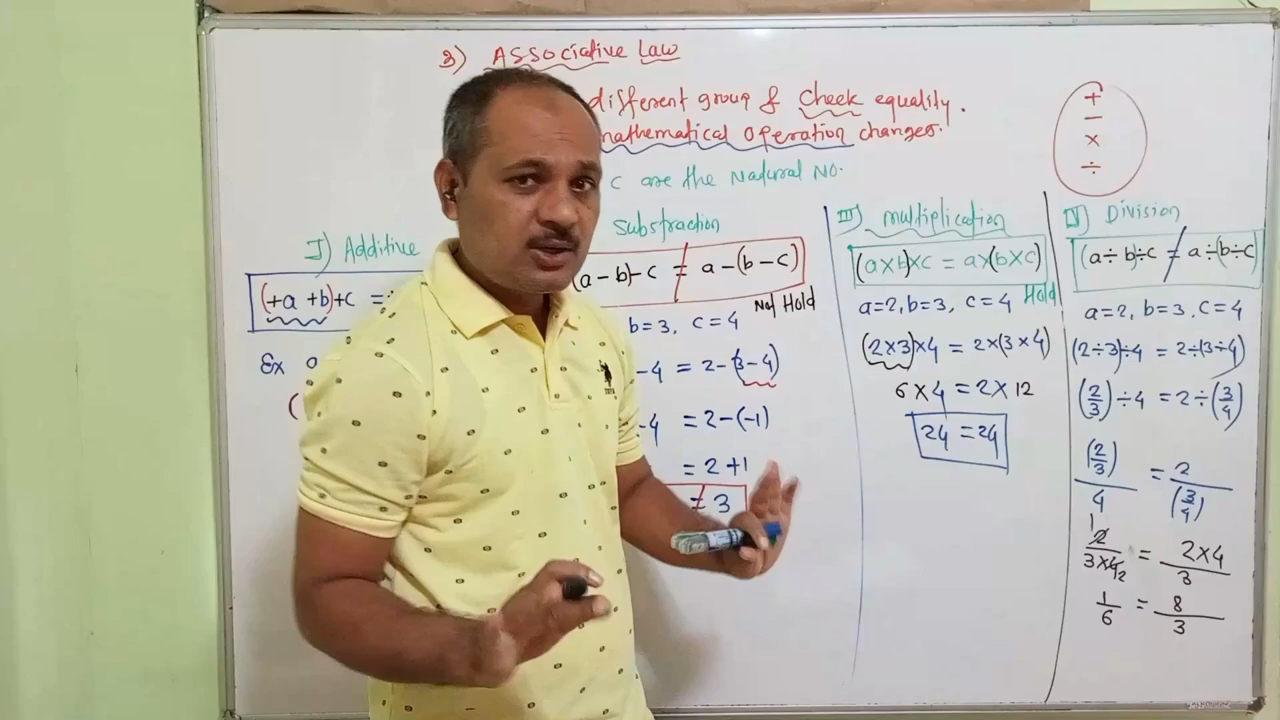 3) Associative Law
different group & check equality.
mathematical operation changes.
c are the Natural No.
+
−
×
÷
I) Additive
(+a +b)+c =
Ex a
(
Substraction
(a − b) − c ≠ a − (b − c)
Not Hold
b=3, c=4
−4 = 2−(3−4)
−4 = 2−(−1)
= 2+1
≠ 3
III) multiplication
(a×b)×c = a×(b×c)
Hold
a=2, b=3, c=4
(2×3)×4 = 2×(3×4)
6×4 = 2×12
24 = 24
IV) Division
(a÷b)÷c ≠ a÷(b÷c)
a=2, b=3, c=4
(2÷3)÷4 = 2÷(3÷4)
(2/3)÷4 = 2÷(3/4)
(2/3)/4 = 2/(3/4)
1
2/3×4 2 = 2×4/3
1/6 = 8/3